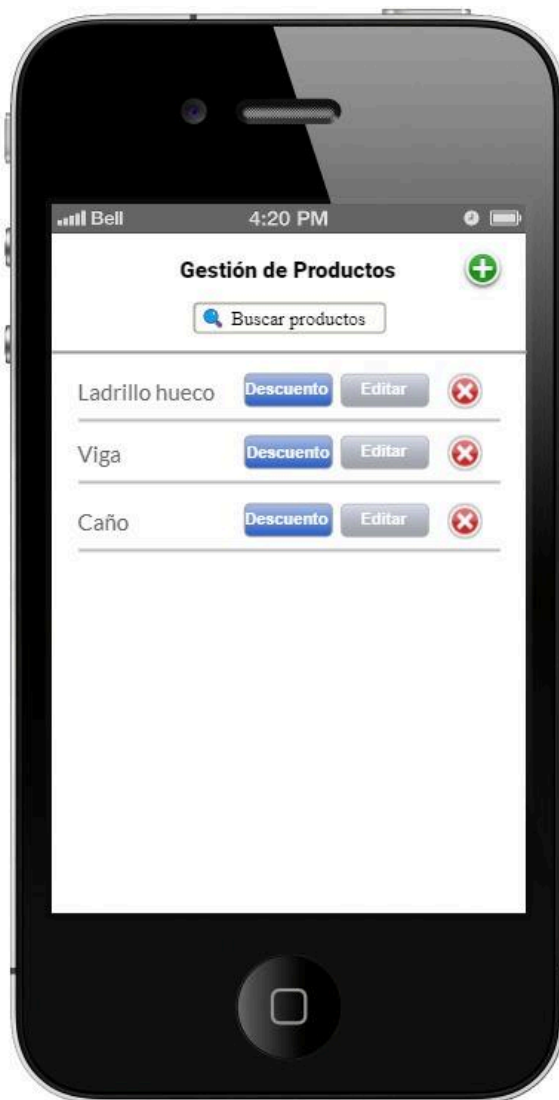 Bell 4:20 PM
Gestión de Productos
Buscar productos
Ladrillo hueco Descuento Editar
Viga Descuento Editar
Caño Descuento Editar